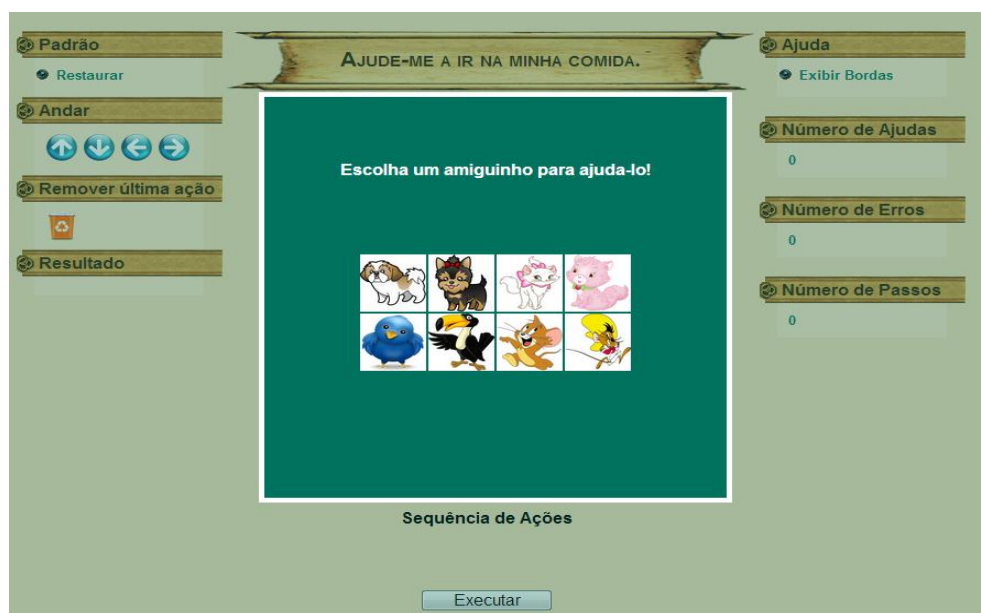 Padrão
Restaurar
Andar
Remover última ação
Resultado
AJUDE-ME A IR NA MINHA COMIDA.
Escolha um amiguinho para ajuda-lo!
Sequência de Ações
Executar
Ajuda
Exibir Bordas
Número de Ajudas
0
Número de Erros
0
Número de Passos
0